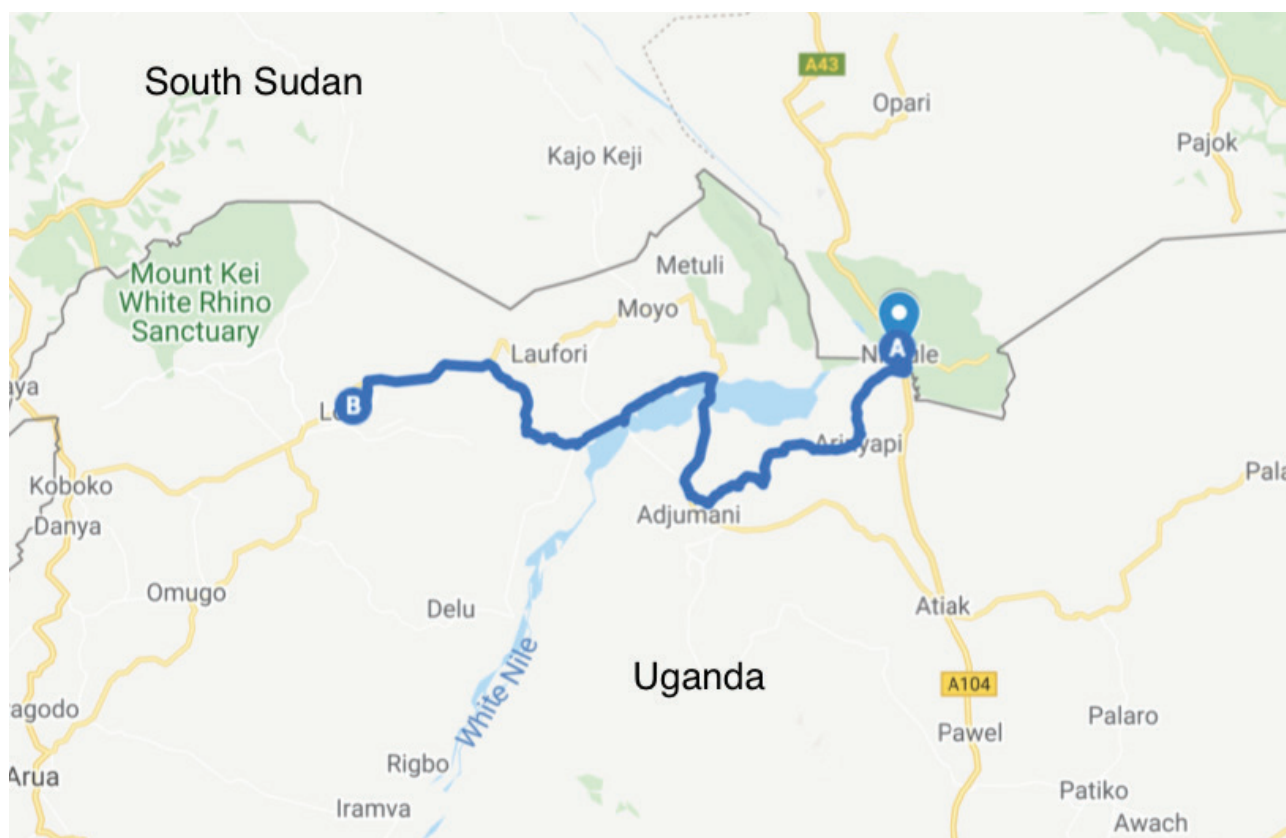 South Sudan
A43
Opari
Kajo Keji
Pajok
Metuli
Mount Kei
White Rhino
Sanctuary
Moyo
Laufori
A
B
Arinyapi
Koboko
Danya
Adjumani
Omugo
Delu
Atiak
White Nile
Uganda
A104
Palaro
Pawel
Rigbo
Arua
Iramva
Patiko
Awach